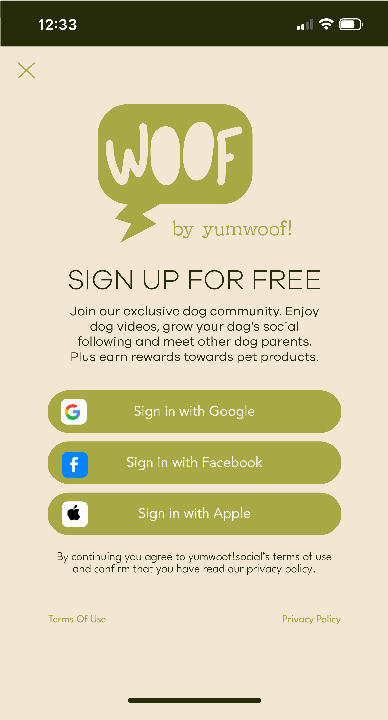 12:33
WOOF
by yumwoof!
SIGN UP FOR FREE
Join our exclusive dog community. Enjoy
dog videos, grow your dog's social
following and meet other dog parents.
Plus earn rewards towards pet products.
Sign in with Google
Sign in with Facebook
Sign in with Apple
By continuing you agree to yumwoof!social's terms of use
and confirm that you have read our privacy policy.
Terms Of Use
Privacy Policy